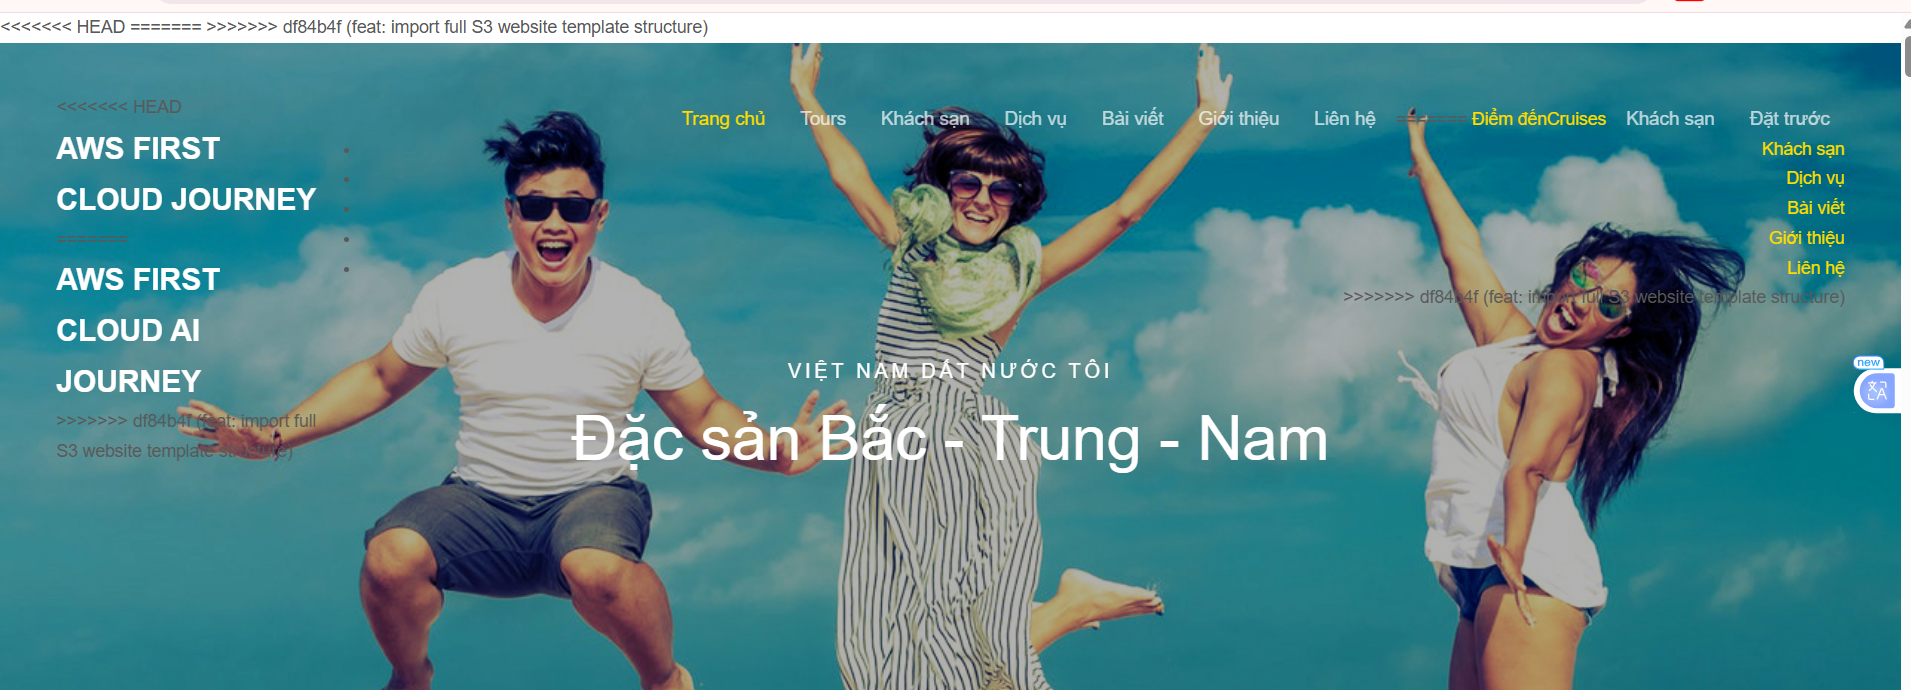 <<<<<<< HEAD ======= >>>>>>> df84b4f (feat: import full S3 website template structure)
<<<<<<< HEAD
AWS FIRST
CLOUD JOURNEY
=======
AWS FIRST
CLOUD AI
JOURNEY
>>>>>>> df84b4f (feat: import full
S3 website template structure)
Trang chủ Tours Khách sạn Dịch vụ Bài viết Giới thiệu Liên hệ ======= Điểm đếnCruises Khách sạn Đặt trước
Khách sạn
Dịch vụ
Bài viết
Giới thiệu
Liên hệ
>>>>>>> df84b4f (feat: import full S3 website template structure)
new
VIỆT NAM DẤT NƯỚC TÔI
Đặc sản Bắc - Trung - Nam